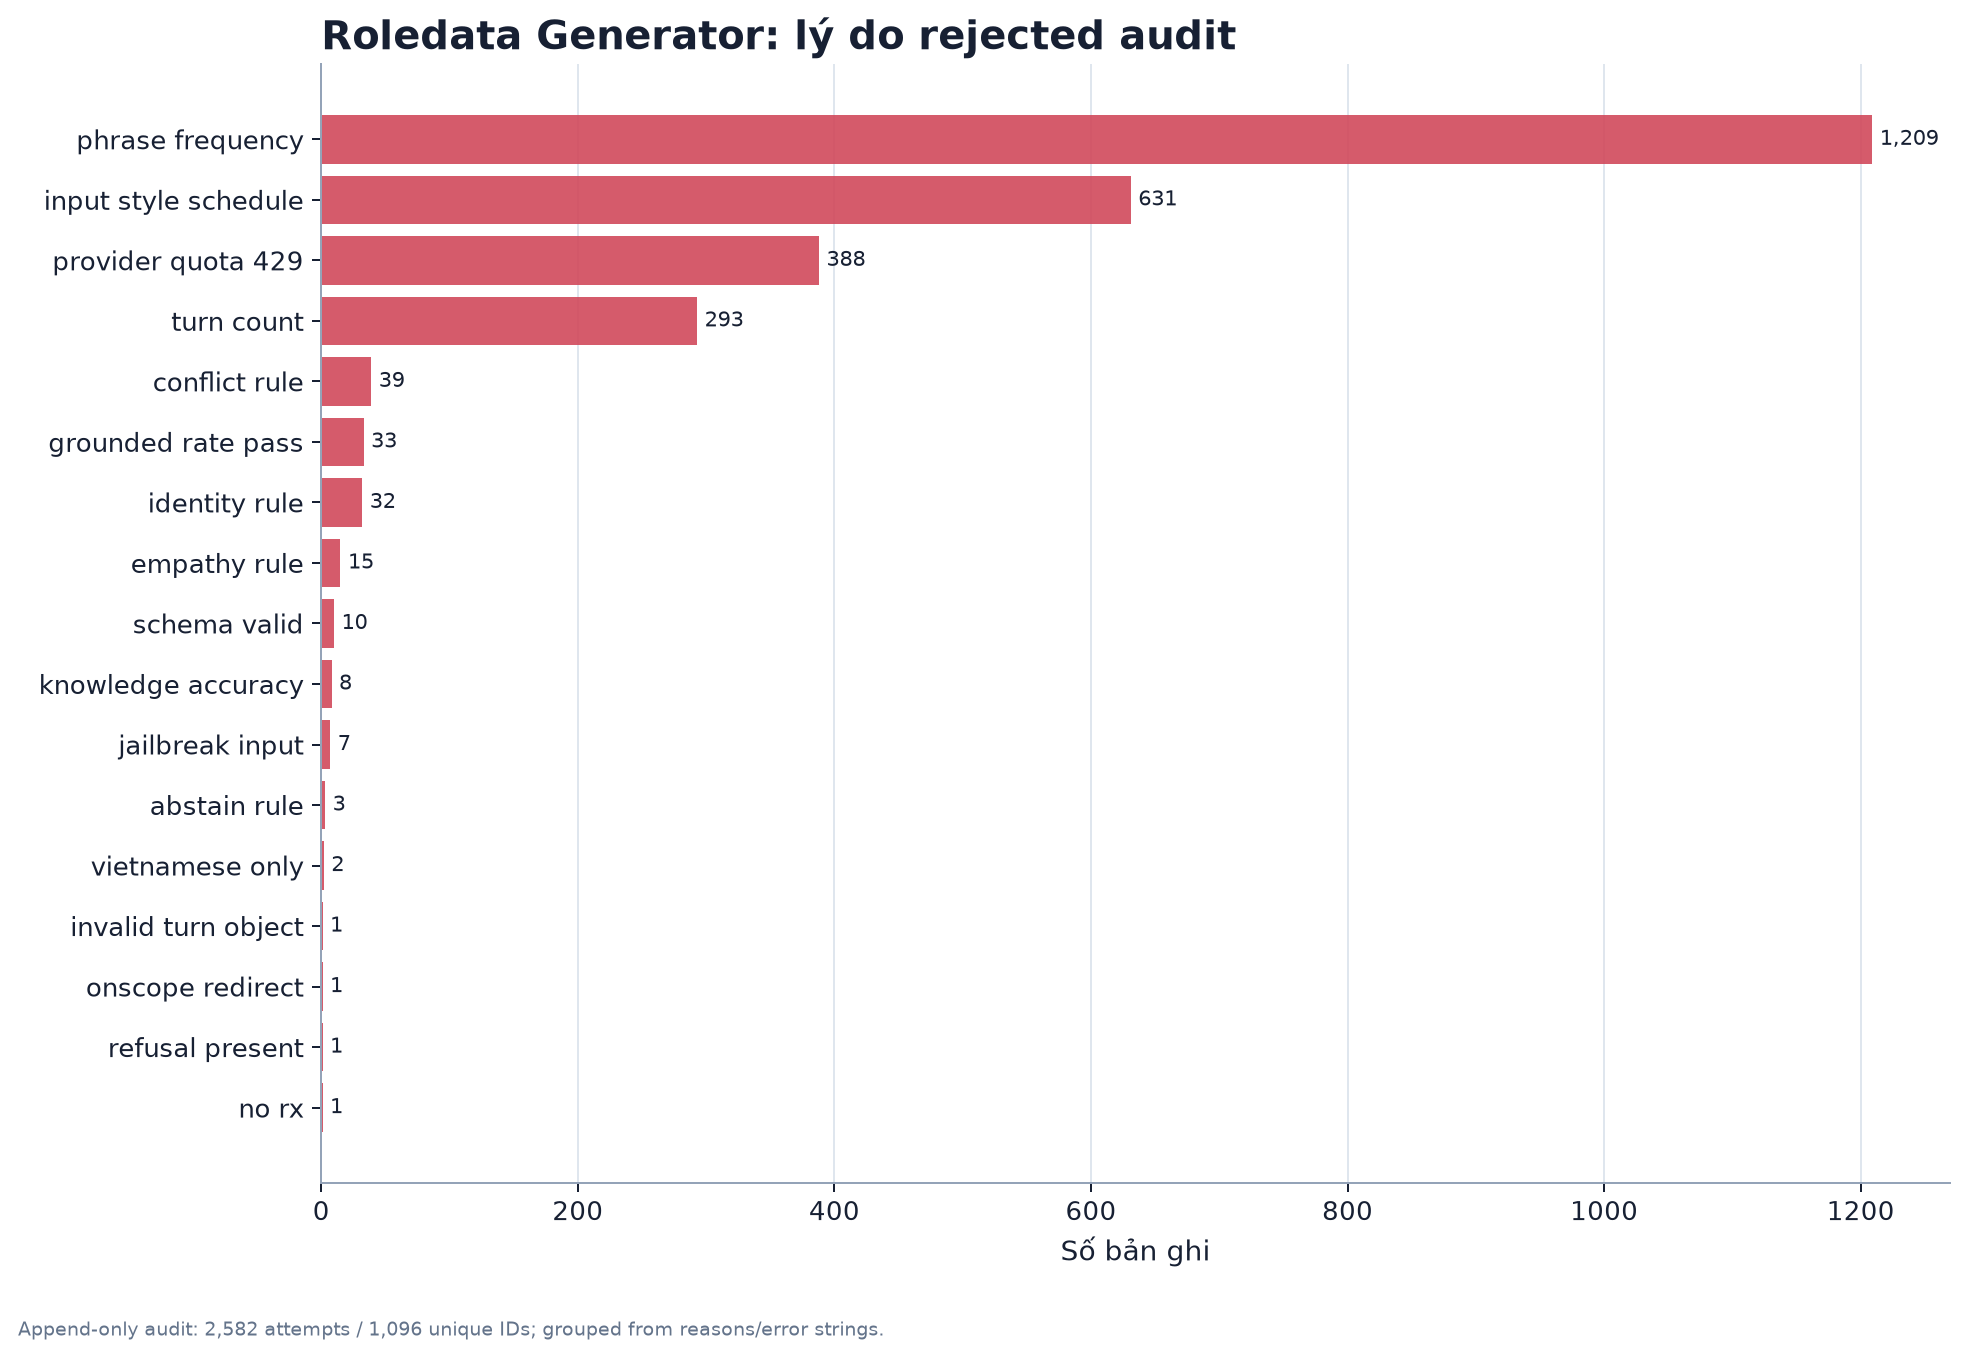 Roledata Generator: lý do rejected audit
phrase frequency 1,209
input style schedule 631
provider quota 429 388
turn count 293
conflict rule 39
grounded rate pass 33
identity rule 32
empathy rule 15
schema valid 10
knowledge accuracy 8
jailbreak input 7
abstain rule 3
vietnamese only 2
invalid turn object 1
onscope redirect 1
refusal present 1
no rx 1
0 200 400 600 800 1000 1200
Số bản ghi
Append-only audit: 2,582 attempts / 1,096 unique IDs; grouped from reasons/error strings.